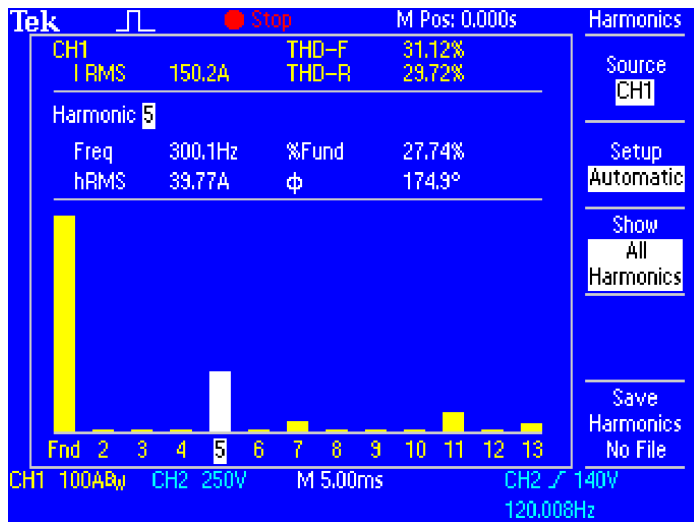 Tek Stop M Pos: 0.000s Harmonics
CH1 THD-F 31.12%
I RMS 150.2A THD-R 29.72%
Source
CH1
Harmonic 5
Freq 300.1Hz %Fund 27.74%
hRMS 39.77A ϕ 174.9°
Setup
Automatic
Show
All
Harmonics
Save
Harmonics
No File
Fnd 2 3 4 5 6 7 8 9 10 11 12 13
CH1 100ABW CH2 250V M 5.00ms CH2 140V
120.008Hz